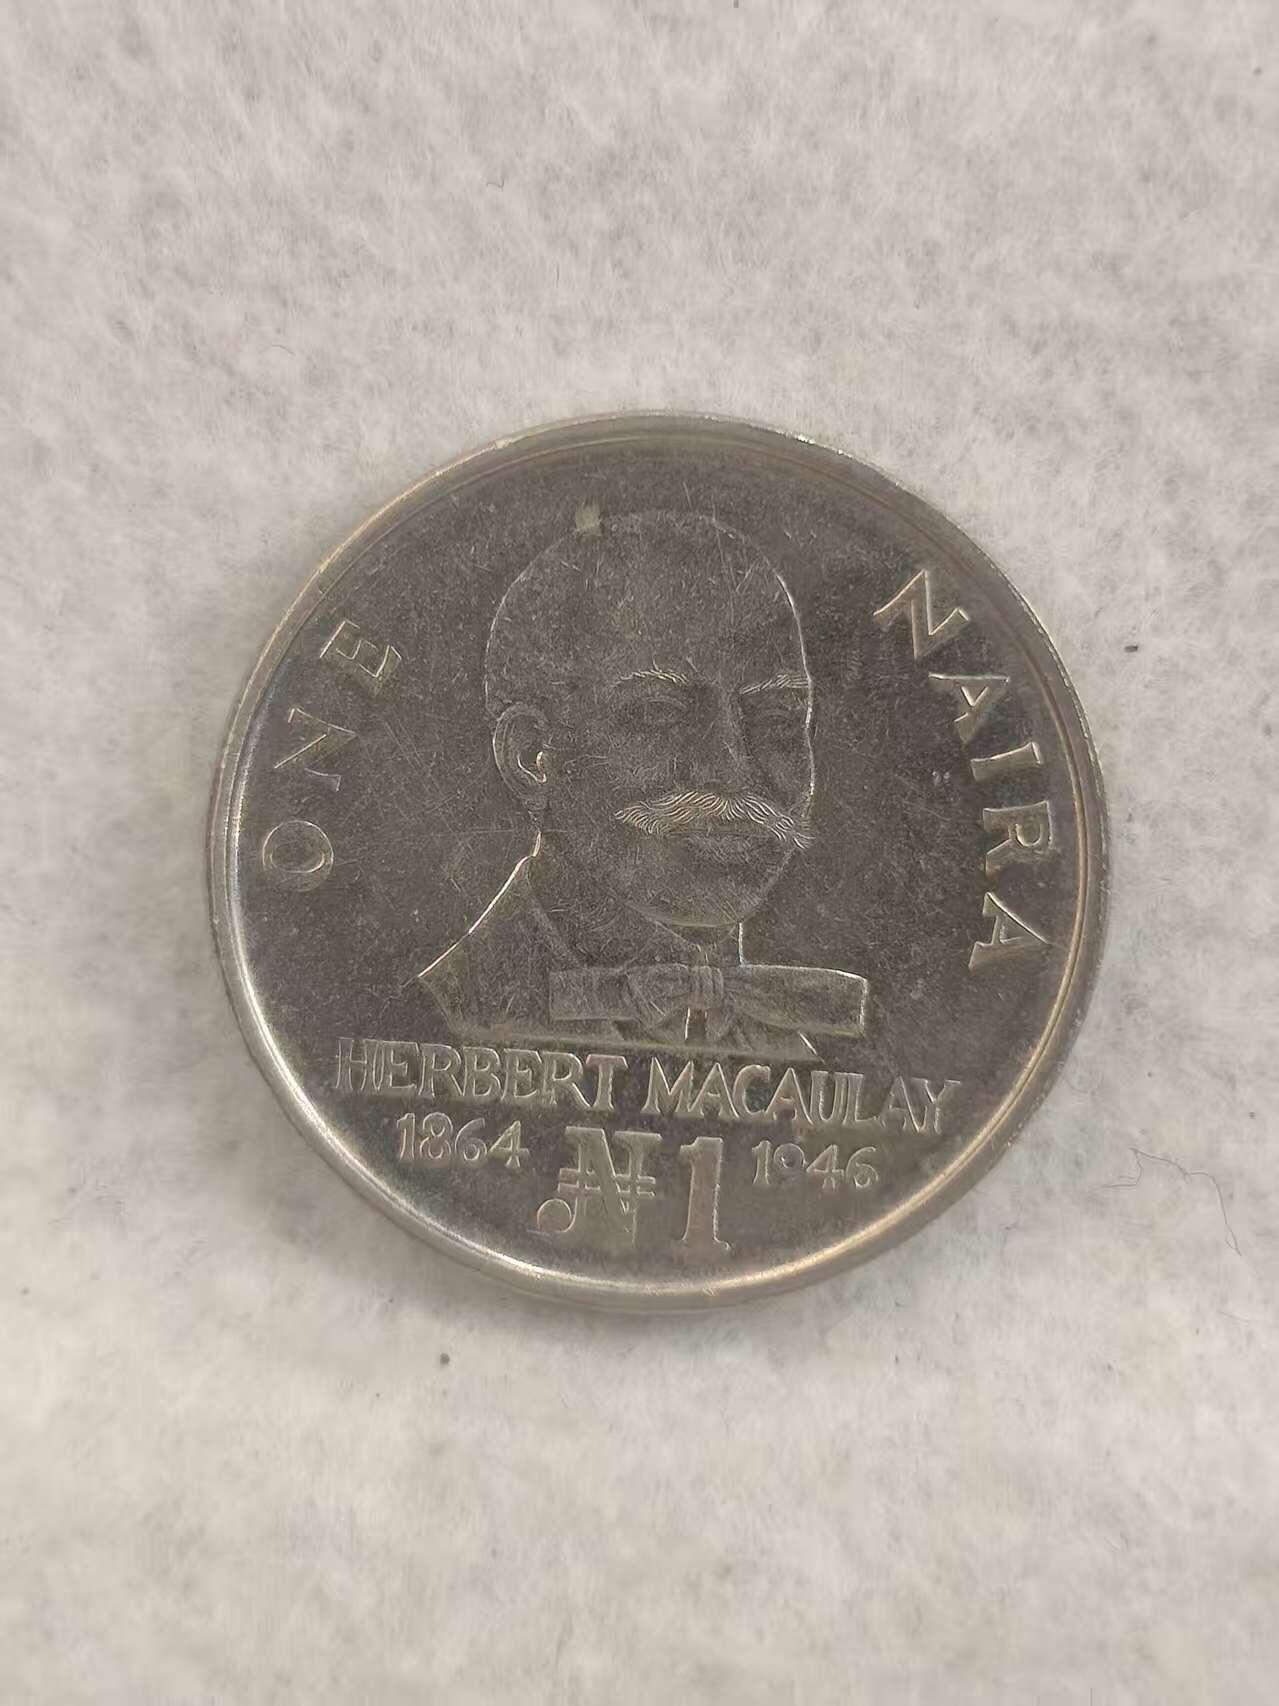 ONE NAIRA
HERBERT MACAULAY
1864 ₦1 1946